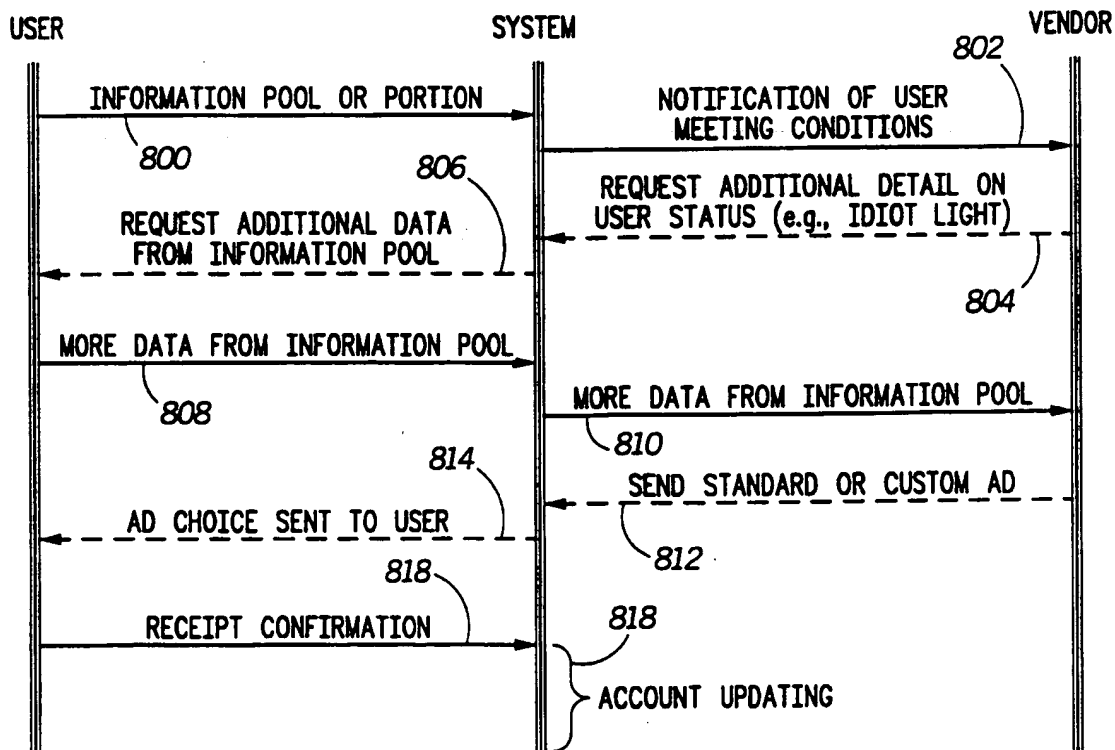 USER
SYSTEM
VENDOR
802
INFORMATION POOL OR PORTION
NOTIFICATION OF USER
MEETING CONDITIONS
800
806
REQUEST ADDITIONAL DETAIL ON
USER STATUS (e.g., IDIOT LIGHT)
REQUEST ADDITIONAL DATA
FROM INFORMATION POOL
804
MORE DATA FROM INFORMATION POOL
808
MORE DATA FROM INFORMATION POOL
810
814
SEND STANDARD OR CUSTOM AD
AD CHOICE SENT TO USER
812
818
RECEIPT CONFIRMATION
818
ACCOUNT UPDATING